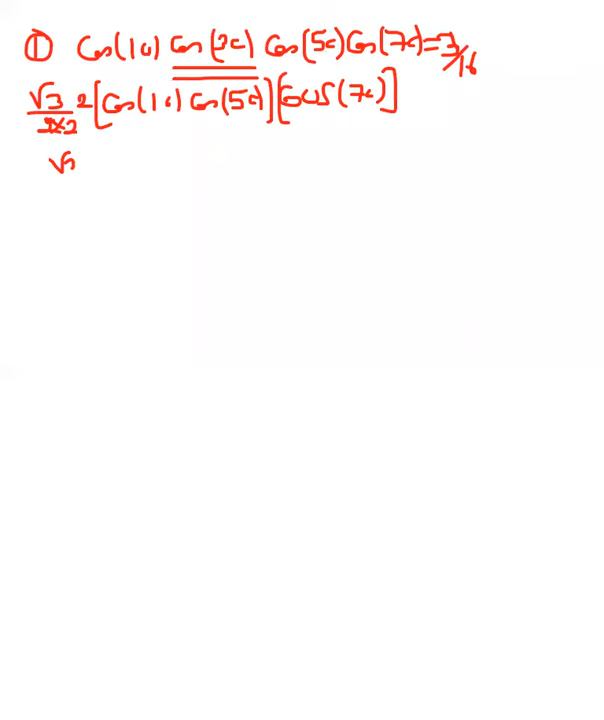 ① Cos(10) Cos(30) Cos(50) Cos(70) = 3/16
√3/2×2 2[Cos(10) Cos(50)][Cos(70)]
√3